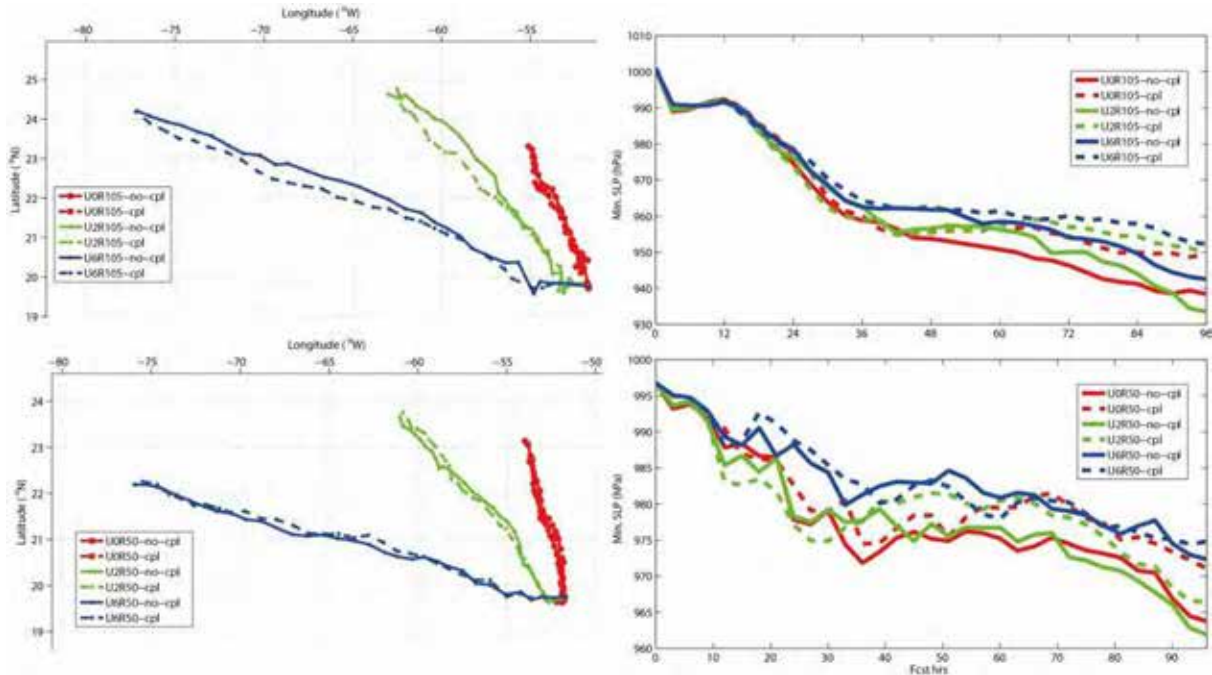 Longitude (°W)
−80 −75 −70 −65 −60 −55
25
24
23
22
21
20
19
Latitude (°N)
U0R105−no−cpl
U0R105−cpl
U2R105−no−cpl
U2R105−cpl
U6R105−no−cpl
U6R105−cpl
1010
1000
990
980
970
960
950
940
930
Min. SLP (hPa)
0 12 24 36 48 60 72 84 96
U0R105−no−cpl
U0R105−cpl
U2R105−no−cpl
U2R105−cpl
U6R105−no−cpl
U6R105−cpl
Longitude (°W)
−80 −75 −70 −65 −60 −55 −50
24
23
22
21
20
19
Latitude (°N)
U0R50−no−cpl
U0R50−cpl
U2R50−no−cpl
U2R50−cpl
U6R50−no−cpl
U6R50−cpl
1000
995
990
985
980
975
970
965
960
Min. SLP (hPa)
0 10 20 30 40 50 60 70 80 90
Fcst hrs
U0R50−no−cpl
U0R50−cpl
U2R50−no−cpl
U2R50−cpl
U6R50−no−cpl
U6R50−cpl